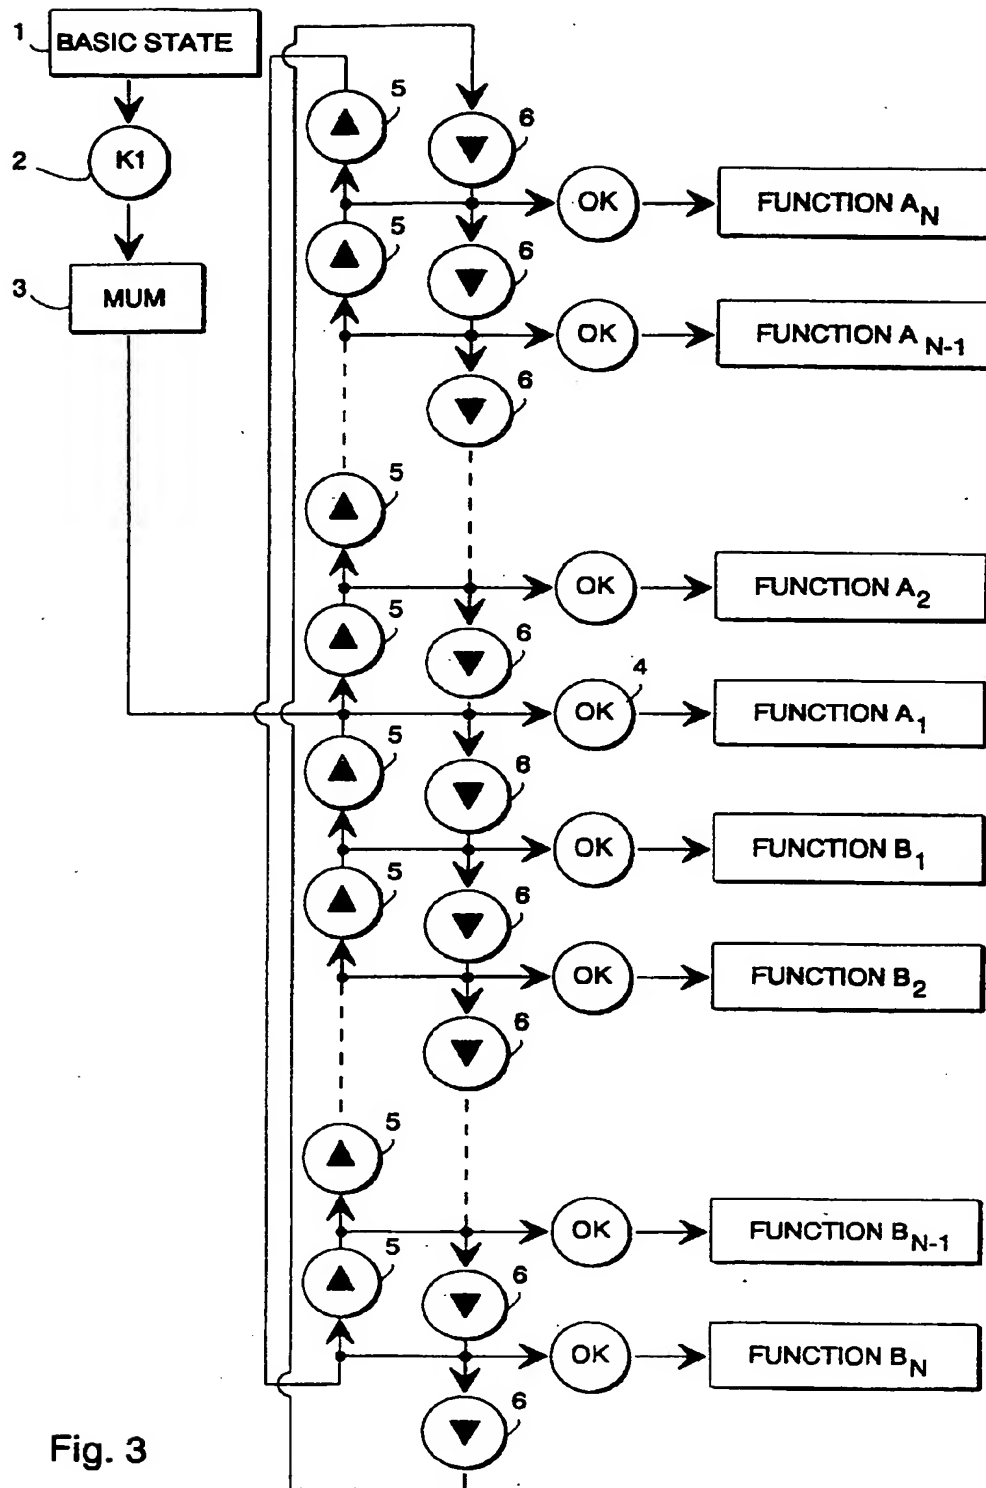 1 BASIC STATE
5
6
2 K1
OK FUNCTION A_N
5
6
3 MUM
OK FUNCTION A_N-1
6
5
OK FUNCTION A_2
5
6
4
OK FUNCTION A_1
5
6
OK FUNCTION B_1
5
6
OK FUNCTION B_2
6
5
OK FUNCTION B_N-1
5
6
OK FUNCTION B_N
6
Fig. 3